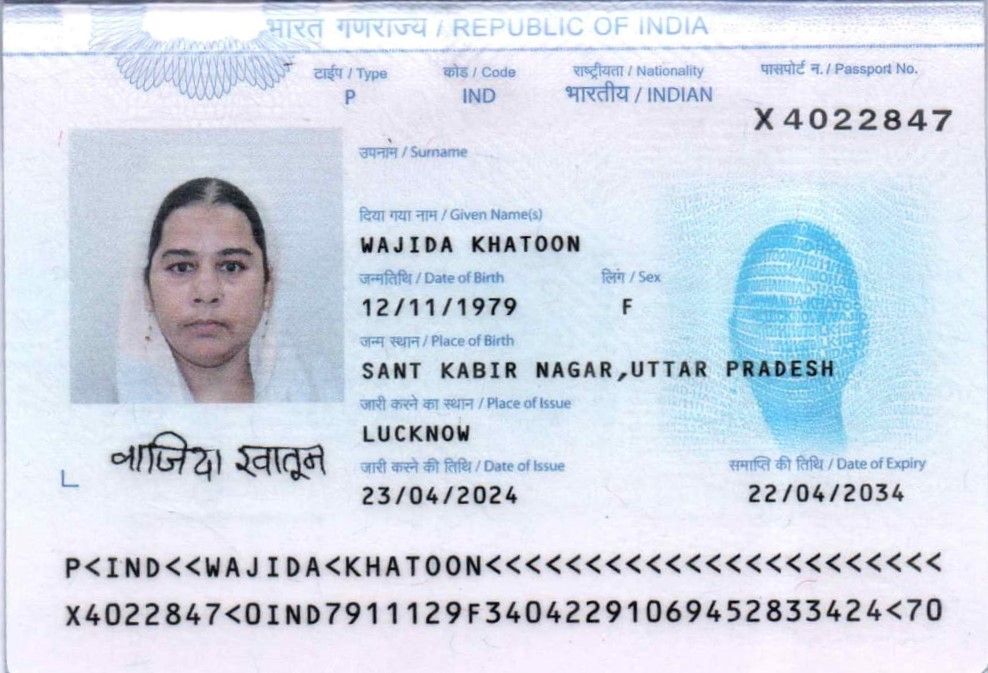 भारत गणराज्य / REPUBLIC OF INDIA
टाईप / Type कोड / Code राष्ट्रीयता / Nationality पासपोर्ट न. / Passport No.
P IND भारतीय / INDIAN
X4022847
उपनाम / Surname
दिया गया नाम / Given Name(s)
WAJIDA KHATOON
जन्मतिथि / Date of Birth लिंग / Sex
12/11/1979 F
जन्म स्थान / Place of Birth
SANT KABIR NAGAR,UTTAR PRADESH
जारी करने का स्थान / Place of Issue
LUCKNOW
वाजिदा खातून
जारी करने की तिथि / Date of Issue समाप्ति की तिथि / Date of Expiry
23/04/2024 22/04/2034
P<IND<<WAJIDA<KHATOON<<<<<<<<<<<<<<<<<<<<<<<
X4022847<0IND7911129F34042291069452833424<70